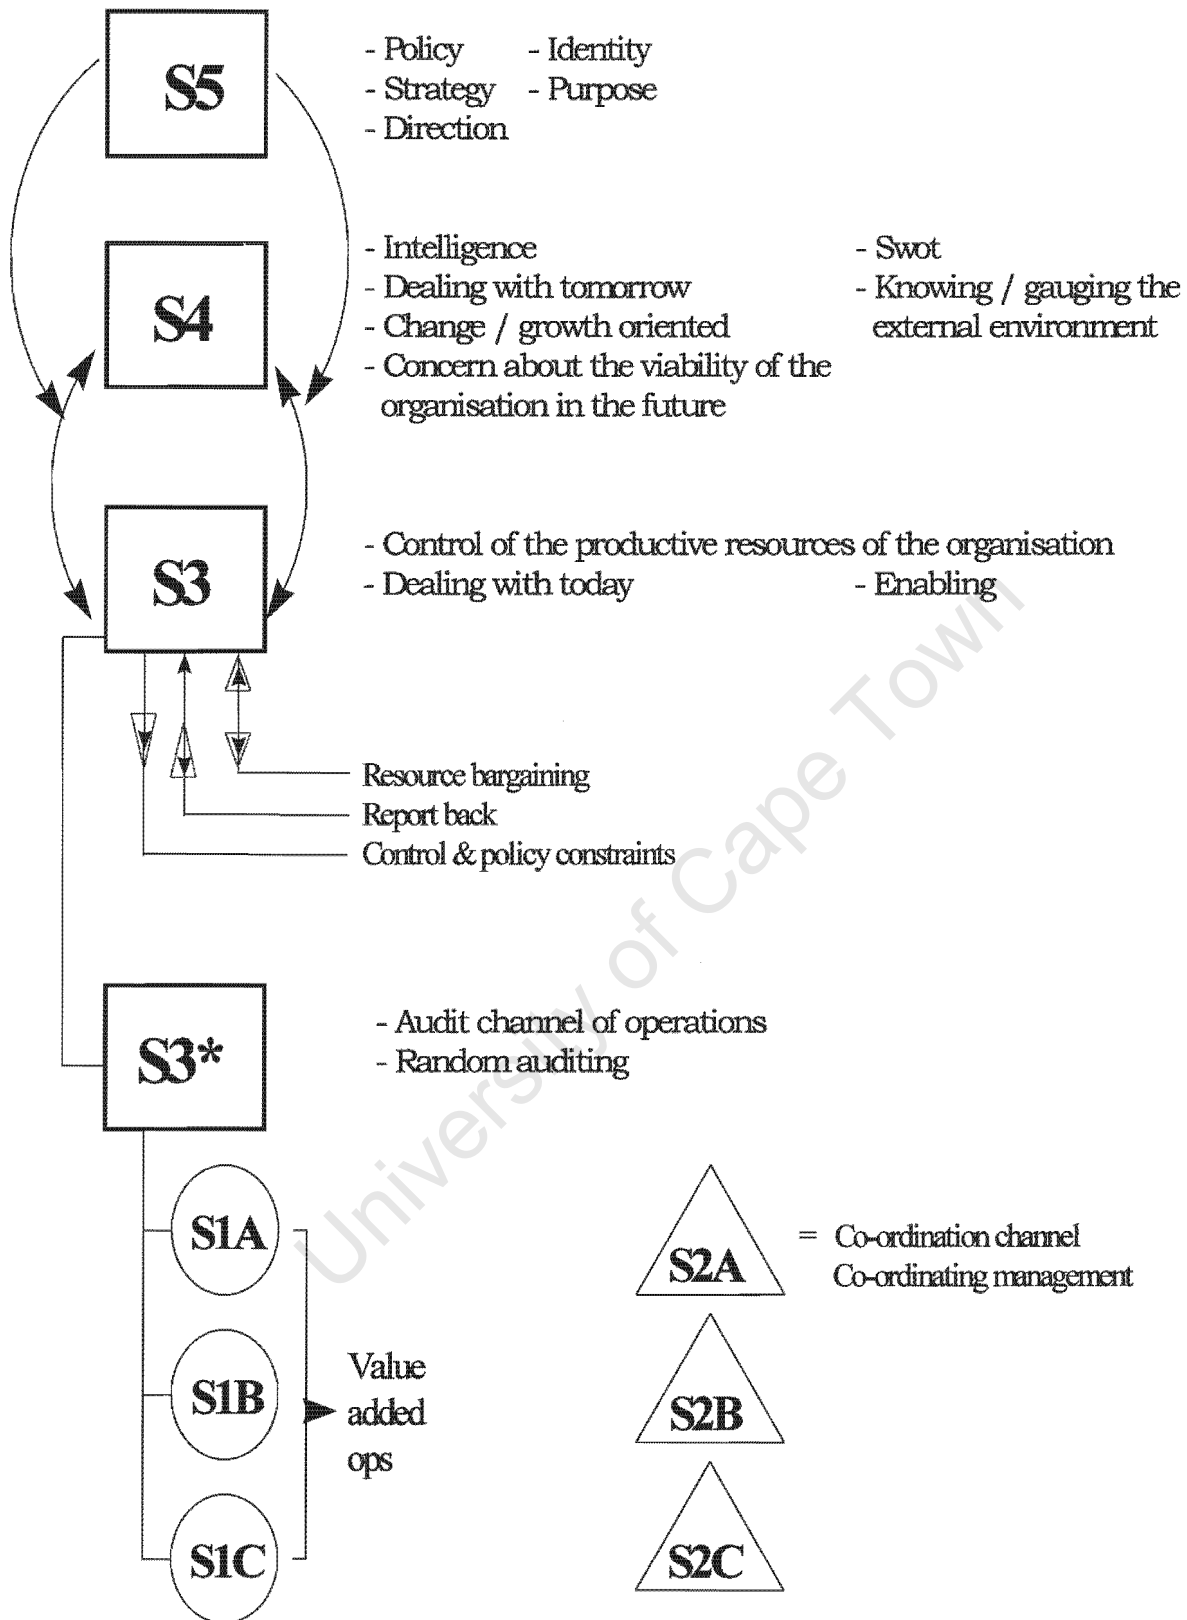 S5
- Policy - Identity
- Strategy - Purpose
- Direction
S4
- Intelligence - Swot
- Dealing with tomorrow - Knowing / gauging the
- Change / growth oriented external environment
- Concern about the viability of the
organisation in the future
S3
- Control of the productive resources of the organisation
- Dealing with today - Enabling
Resource bargaining
Report back
Control & policy constraints
S3*
- Audit channel of operations
- Random auditing
S1A
S2A
= Co-ordination channel
Co-ordinating management
S1B
Value
added
ops
S2B
S1C
S2C
University of Cape Town